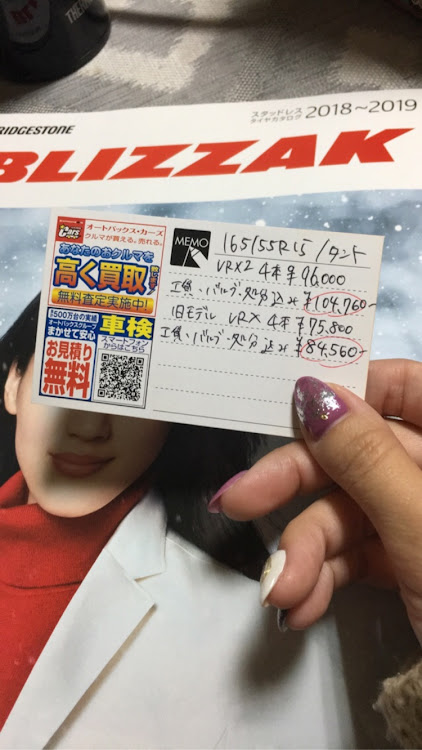 スタッドレス
タイヤカタログ 2018〜2019
BRIDGESTONE
BLIZZAK
Cars
オートバックス・カーズ
クルマが買える。売れる。
あなたのおクルマを
高く買取
無料査定実施中!
500万台の実績
オートバックスグループ
まかせて安心
車検
スマートフォン
からはこちら
お見積り
無料
MEMO
165/55R15 /タント
VRX2 4本 ¥96,000
工賃、バルブ・処分込み ¥104,760-
旧モデル VRX 4本 ¥75,800
工賃・バルブ・処分込み ¥84,560-